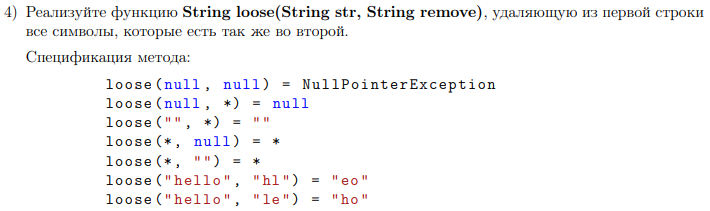 4) Реализуйте функцию String loose(String str, String remove), удаляющую из первой строки
все символы, которые есть так же во второй.
Спецификация метода:
loose(null, null) = NullPointerException
loose(null, *) = null
loose("", *) = ""
loose(*, null) = *
loose(*, "") = *
loose("hello", "hl") = "eo"
loose("hello", "le") = "ho"